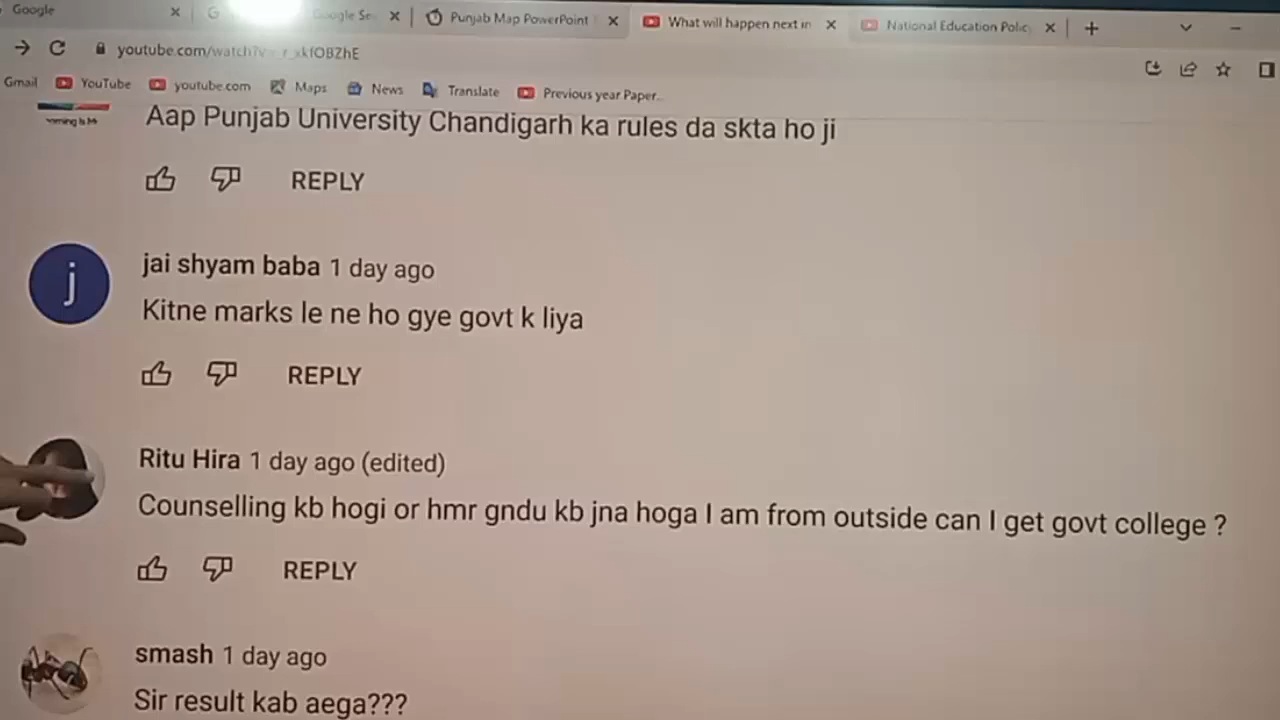 Google
G
Google Se
Punjab Map PowerPoint
What will happen next in
National Education Polic
youtube.com/watch?v
Gmail
YouTube
youtube.com
Maps
News
Translate
Previous year Paper..
Aap Punjab University Chandigarh ka rules da skta ho ji
REPLY
jai shyam baba 1 day ago
Kitne marks le ne ho gye govt k liya
REPLY
Ritu Hira 1 day ago (edited)
Counselling kb hogi or hmr gndu kb jna hoga I am from outside can I get govt college ?
REPLY
smash 1 day ago
Sir result kab aega???